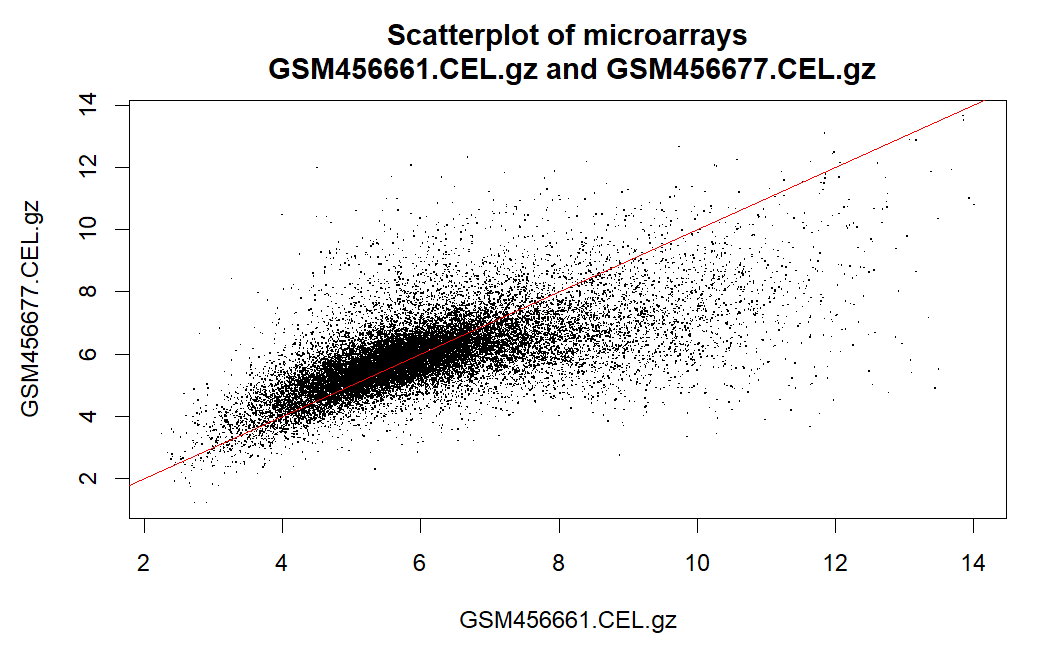 Scatterplot of microarrays
GSM456661.CEL.gz and GSM456677.CEL.gz
GSM456677.CEL.gz
14
12
10
8
6
4
2
2 4 6 8 10 12 14
GSM456661.CEL.gz